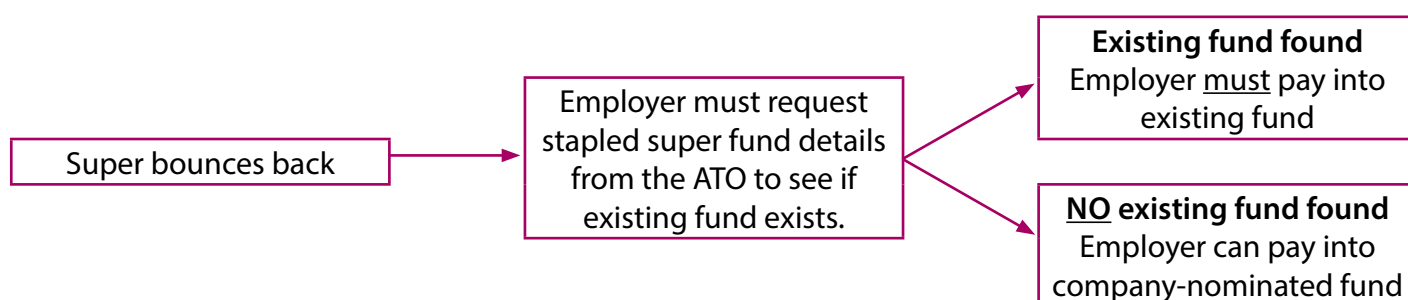 Super bounces back
Employer must request
stapled super fund details
from the ATO to see if
existing fund exists.
Existing fund found
Employer must pay into
existing fund
NO existing fund found
Employer can pay into
company-nominated fund